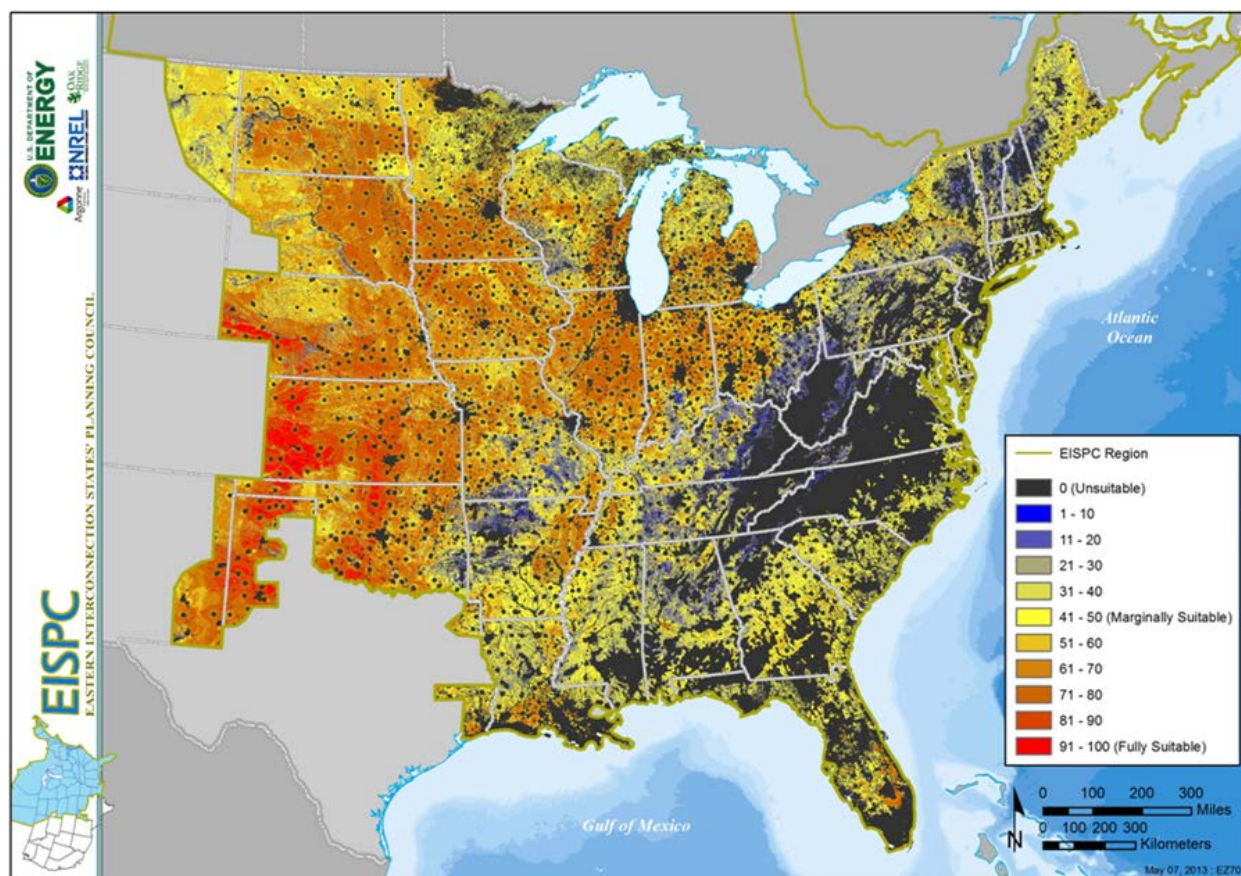 U.S. DEPARTMENT OF
ENERGY
OAK
RIDGE
NREL
Argonne
EISPC
EASTERN INTERCONNECTION STATES' PLANNING COUNCIL
Atlantic
Ocean
Gulf of Mexico
EISPC Region
0 (Unsuitable)
1 - 10
11 - 20
21 - 30
31 - 40
41 - 50 (Marginally Suitable)
51 - 60
61 - 70
71 - 80
81 - 90
91 - 100 (Fully Suitable)
0 100 200 300
Miles
0 100 200 300
Kilometers
N
May 07, 2013 : EZ70